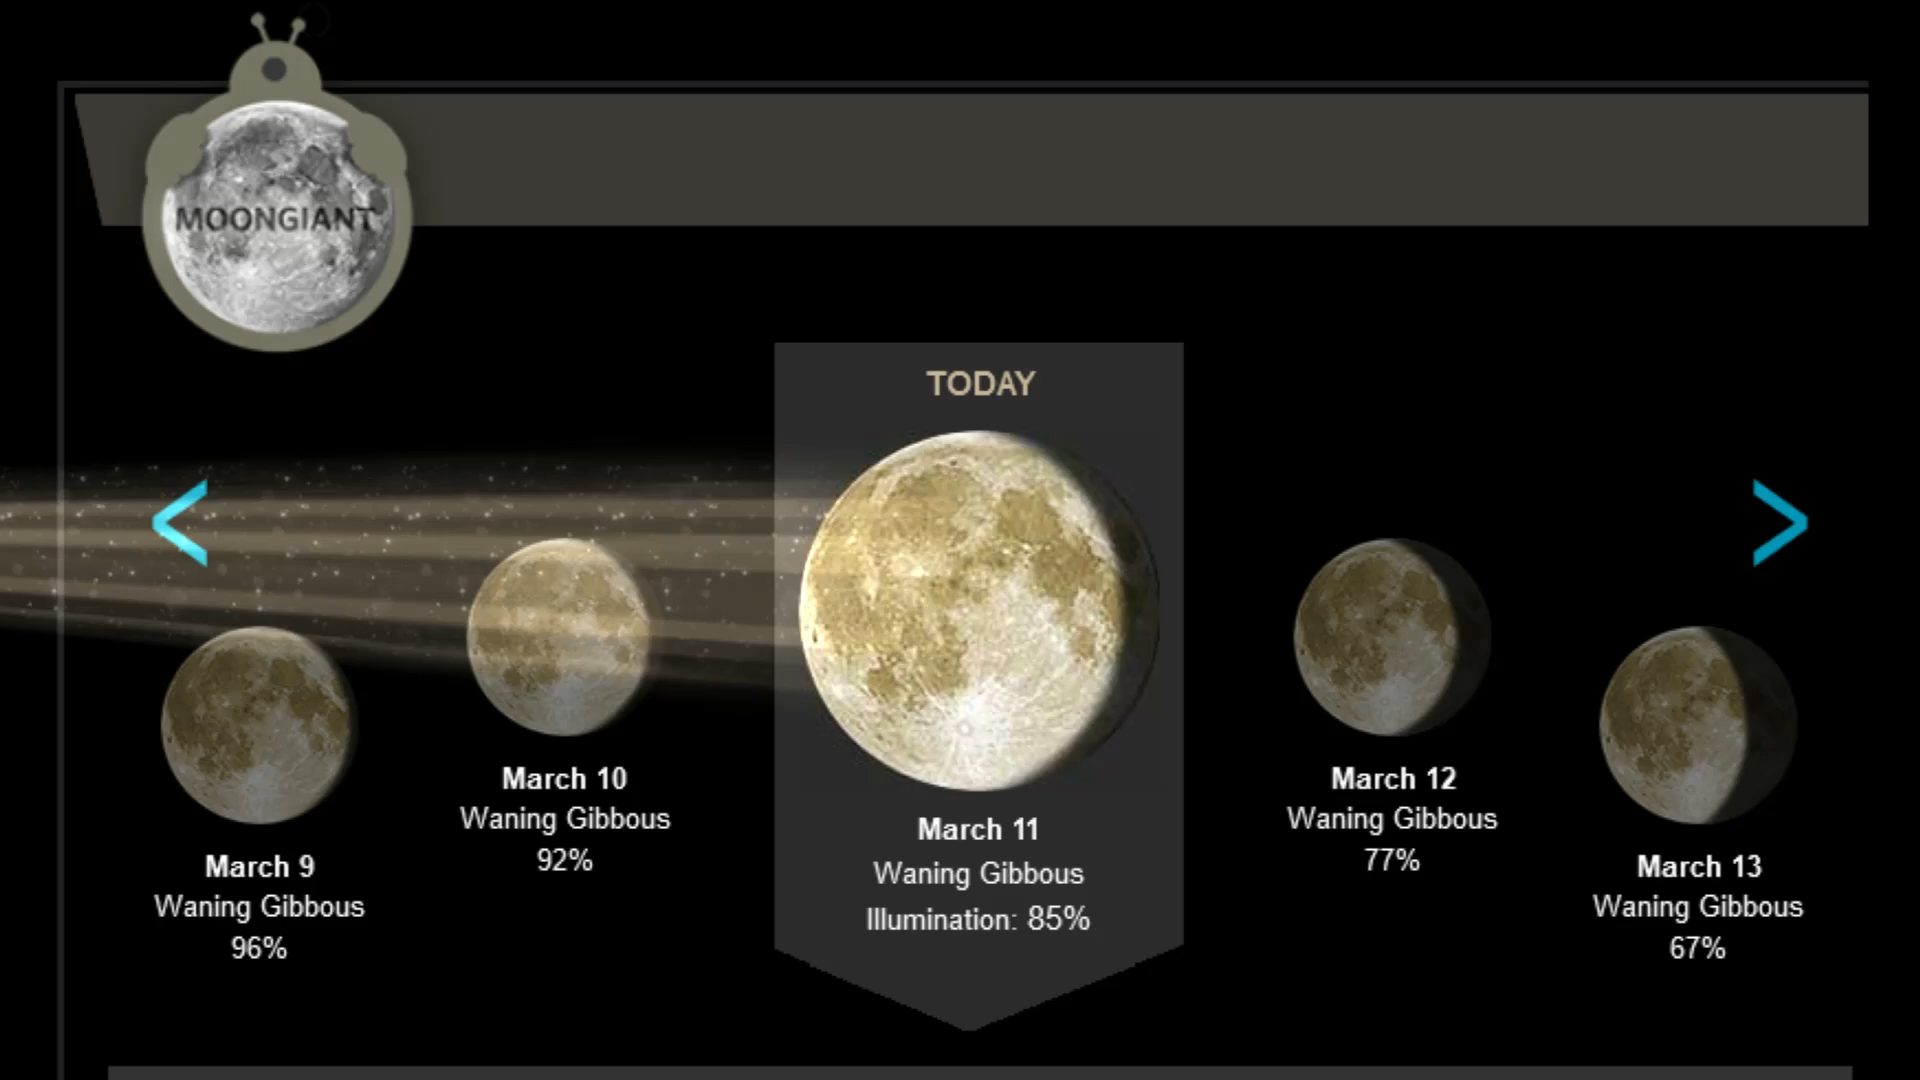 MOONGIANT
TODAY
March 9
Waning Gibbous
96%
March 10
Waning Gibbous
92%
March 11
Waning Gibbous
Illumination: 85%
March 12
Waning Gibbous
77%
March 13
Waning Gibbous
67%